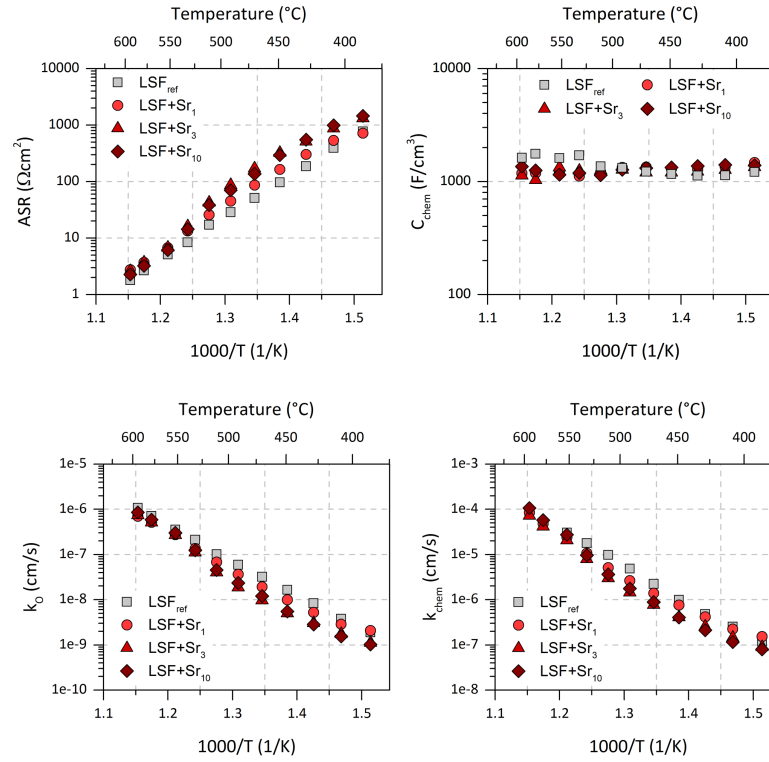 Temperature (°C)
600 550 500 450 400
10000
1000
100
10
1
ASR (Ωcm²)
LSFref
LSF+Sr1
LSF+Sr3
LSF+Sr10
1.1 1.2 1.3 1.4 1.5
1000/T (1/K)
Temperature (°C)
600 550 500 450 400
10000
1000
100
Cchem (F/cm³)
LSFref LSF+Sr1
LSF+Sr3 LSF+Sr10
1.1 1.2 1.3 1.4 1.5
1000/T (1/K)
Temperature (°C)
600 550 500 450 400
1e-5
1e-6
1e-7
1e-8
1e-9
1e-10
kO (cm/s)
LSFref
LSF+Sr1
LSF+Sr3
LSF+Sr10
1.1 1.2 1.3 1.4 1.5
1000/T (1/K)
Temperature (°C)
600 550 500 450 400
1e-3
1e-4
1e-5
1e-6
1e-7
1e-8
kchem (cm/s)
LSFref
LSF+Sr1
LSF+Sr3
LSF+Sr10
1.1 1.2 1.3 1.4 1.5
1000/T (1/K)